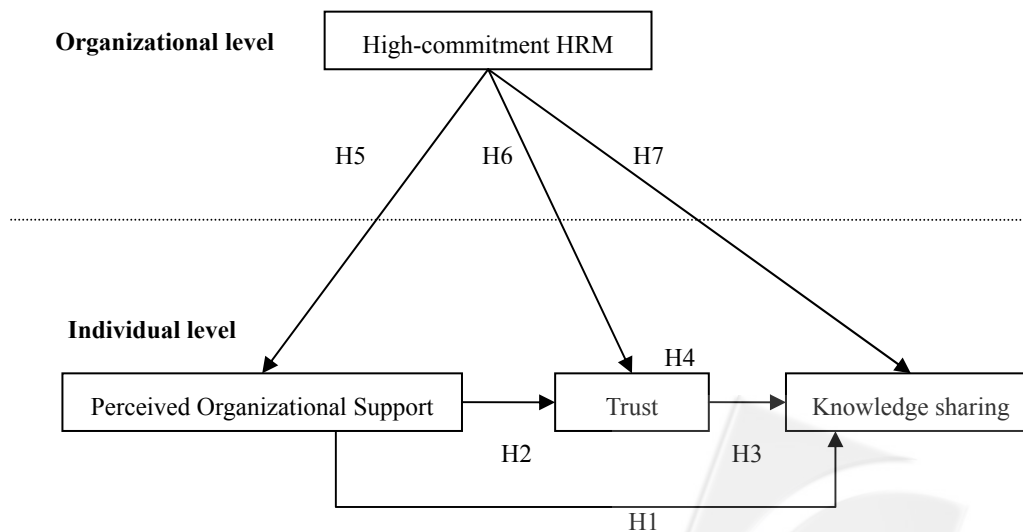 Organizational level
High-commitment HRM
H5
H6
H7
Individual level
H4
Perceived Organizational Support
Trust
Knowledge sharing
H2
H3
H1